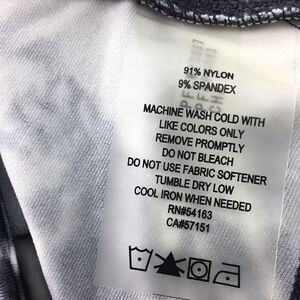 91% NYLON
9% SPANDEX
MACHINE WASH COLD WITH
LIKE COLORS ONLY
REMOVE PROMPTLY
DO NOT BLEACH
DO NOT USE FABRIC SOFTENER
TUMBLE DRY LOW
COOL IRON WHEN NEEDED
RN#54163
CA#57151